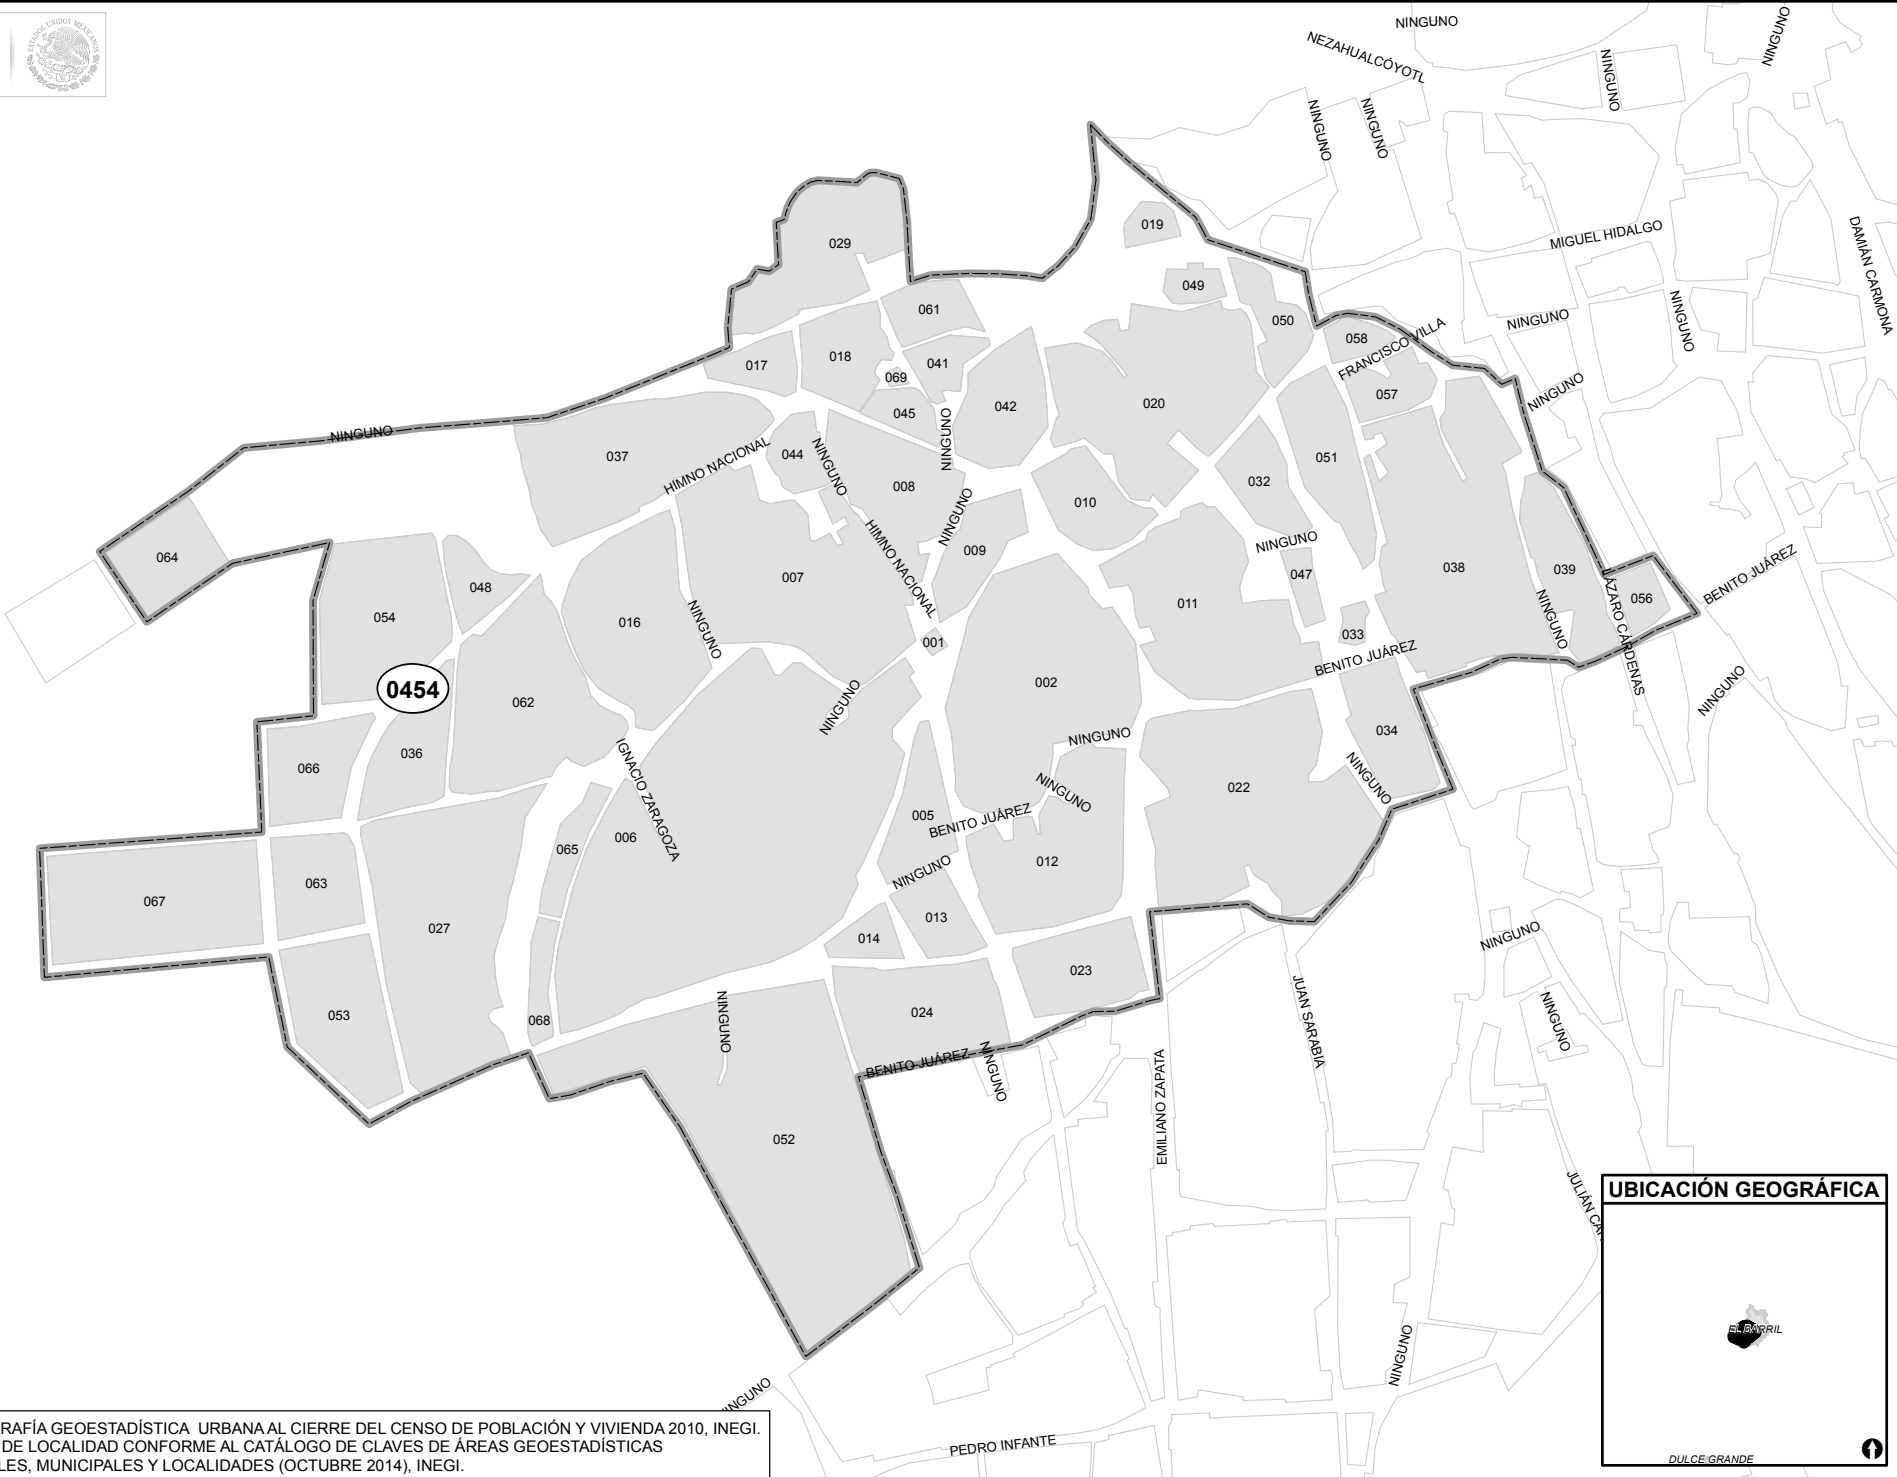 ESTADOS UNIDOS MEXICANOS
NINGUNO
NEZAHUALCÓYOTL
NINGUNO
NINGUNO
NINGUNO
NINGUNO
019
DAMIÁN CARMONA
MIGUEL HIDALGO
029
049
061
050
NINGUNO
NINGUNO
058
FRANCISCO VILLA
018
017
041
069
057
NINGUNO
020
042
045
NINGUNO
NINGUNO
037
HIMNO NACIONAL
044
NINGUNO
051
008
032
010
NINGUNO
064
HIMNO NACIONAL
009
NINGUNO
007
047
038
039
BENITO JUÁREZ
048
056
054
016
NINGUNO
011
NINGUNO
LÁZARO CÁRDENAS
033
001
BENITO JUÁREZ
0454
062
002
NINGUNO
NINGUNO
034
NINGUNO
036
066
IGNACIO ZARAGOZA
NINGUNO
NINGUNO
022
005
BENITO JUÁREZ
006
065
012
063
NINGUNO
067
013
027
014
NINGUNO
023
053
068
NINGUNO
024
JUAN SARABIA
NINGUNO
BENITO JUÁREZ
NINGUNO
EMILIANO ZAPATA
052
JULIÁN CA
UBICACIÓN GEOGRÁFICA
EL BARRIL
NINGUNO
NINGUNO
PEDRO INFANTE
DULCE GRANDE
RAFÍA GEOESTADÍSTICA URBANA AL CIERRE DEL CENSO DE POBLACIÓN Y VIVIENDA 2010, INEGI.
DE LOCALIDAD CONFORME AL CATÁLOGO DE CLAVES DE ÁREAS GEOESTADÍSTICAS
LES, MUNICIPALES Y LOCALIDADES (OCTUBRE 2014), INEGI.